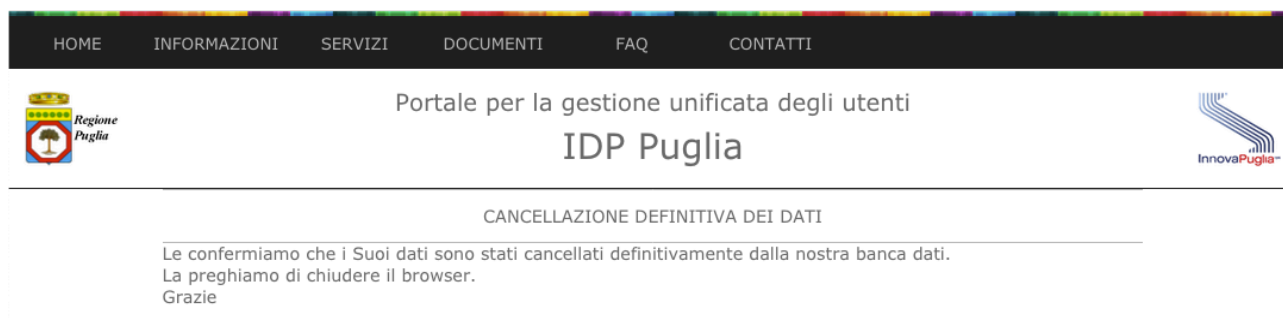 HOME INFORMAZIONI SERVIZI DOCUMENTI FAQ CONTATTI
Regione
Puglia
Portale per la gestione unificata degli utenti
IDP Puglia
InnovaPuglia
CANCELLAZIONE DEFINITIVA DEI DATI
Le confermiamo che i Suoi dati sono stati cancellati definitivamente dalla nostra banca dati.
La preghiamo di chiudere il browser.
Grazie